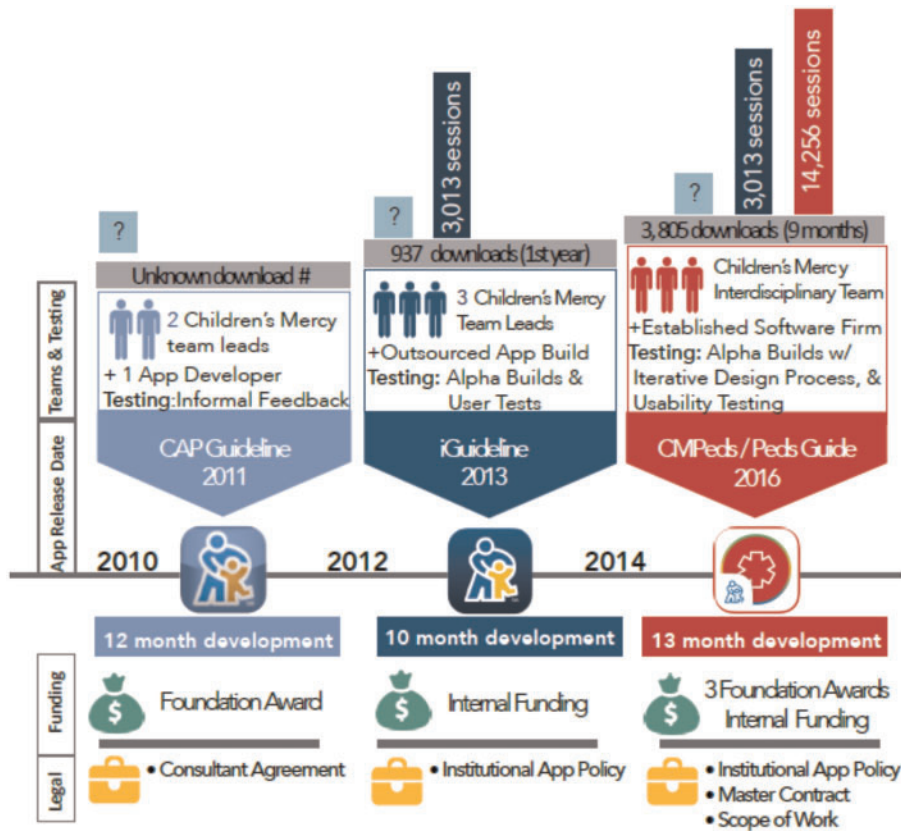 3,013 sessions
3,013 sessions
14,256 sessions
?
?
?
Unknown download #
937 downloads (1st year)
3,805 downloads (9 months)
Teams & Testing
2 Children's Mercy
team leads
+ 1 App Developer
Testing:Informal Feedback
3 Children's Mercy
Team Leads
+Outsourced App Build
Testing: Alpha Builds &
User Tests
Children's Mercy
Interdisciplinary Team
+Established Software Firm
Testing: Alpha Builds w/
Iterative Design Process, &
Usability Testing
App Release Date
CAP Guideline
2011
iGuideline
2013
CMPeds / Peds Guide
2016
2010
2012
2014
12 month development
10 month development
13 month development
Funding
$
Foundation Award
$
Internal Funding
$
3 Foundation Awards
Internal Funding
Legal
• Consultant Agreement
• Institutional App Policy
• Institutional App Policy
• Master Contract
• Scope of Work